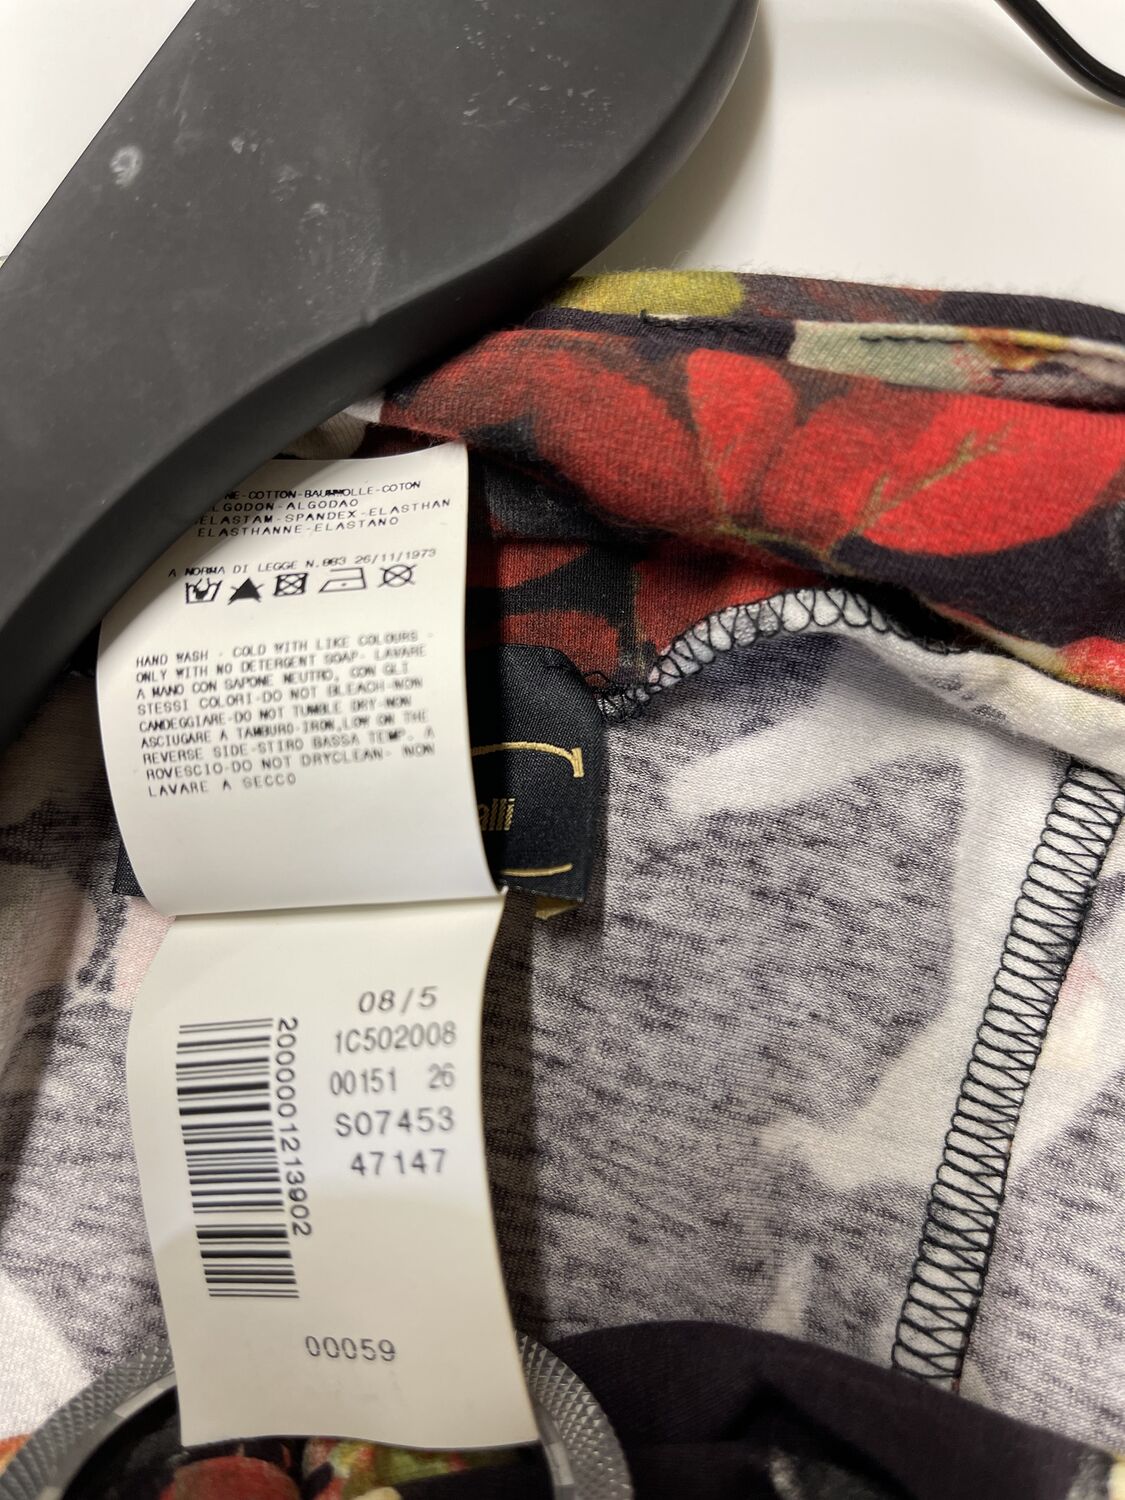 NE-COTTON-BAUMWOLLE-COTON
LGODON-ALGODAO
ELASTAM-SPANDEX-ELASTHAN
ELASTHANNE-ELASTANO
A NORMA DI LEGGE N.883 26/11/1973
HAND WASH - COLD WITH LIKE COLOURS -
ONLY WITH NO DETERGENT SOAP- LAVARE
A MANO CON SAPONE NEUTRO, CON GLI
STESSI COLORI-DO NOT BLEACH-NON
CANDEGGIARE-DO NOT TUMBLE DRY-NON
ASCIUGARE A TAMBURO-IRON,LOW ON THE
REVERSE SIDE-STIRO BASSA TEMP. A
ROVESCIO-DO NOT DRYCLEAN- NON
LAVARE A SECCO
C
alli
08/5
1C502008
00151 26
S07453
47147
2000001213902
00059